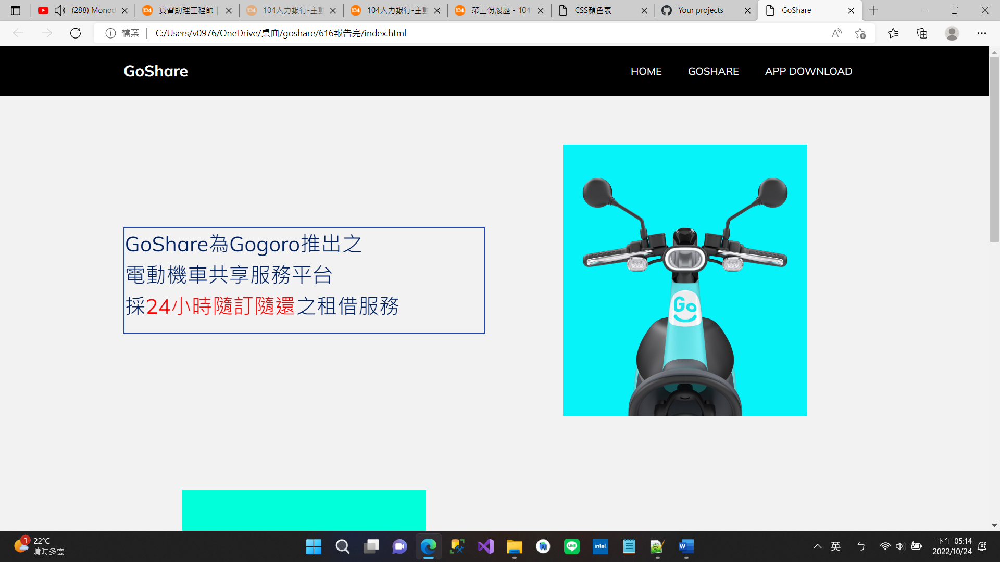 (288) Monod
實習助理工程師
104人力銀行-主動
104人力銀行-主動
第三份履歷 - 104
CSS顏色表
Your projects
GoShare
檔案
C:/Users/v0976/OneDrive/桌面/goshare/616報告完/index.html
GoShare
HOME
GOSHARE
APP DOWNLOAD
GoShare為Gogoro推出之
電動機車共享服務平台
採24小時隨訂隨還之租借服務
Go
1
22°C
晴時多雲
LINE
intel
英
ㄅ
下午 05:14
2022/10/24